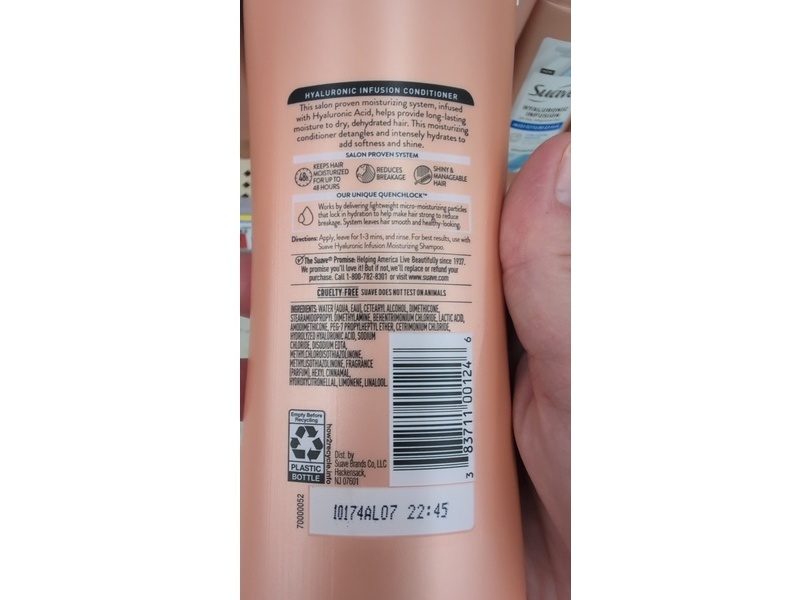 HYALURONIC INFUSION CONDITIONER
This salon proven moisturizing system, infused
with Hyaluronic Acid, helps provide long-lasting
moisture to dry, dehydrated hair. This moisturizing
conditioner detangles and intensely hydrates to
add softness and shine.
SALON PROVEN SYSTEM
48h
KEEPS HAIR
MOISTURIZED
FOR UP TO
48 HOURS
REDUCES
BREAKAGE
SHINY &
MANAGEABLE
HAIR
OUR UNIQUE QUENCHLOCK™
Works by delivering lightweight micro-moisturizing particles
that lock in hydration to help make hair strong to reduce
breakage. System leaves hair smooth and healthy-looking.
Directions: Apply, leave for 1-3 mins, and rinse. For best results, use with
Suave Hyaluronic Infusion Moisturizing Shampoo.
The Suave® Promise: Helping America Live Beautifully since 1937.
We promise you'll love it! But if not, we'll replace or refund your
purchase. Call 1-800-782-8301 or visit www.suave.com
CRUELTY FREE SUAVE DOES NOT TEST ON ANIMALS
INGREDIENTS: WATER (AQUA, EAU), CETEARYL ALCOHOL, DIMETHICONE,
STEARAMIDOPROPYL DIMETHYLAMINE, BEHENTRIMONIUM CHLORIDE, LACTIC ACID,
AMODIMETHICONE, PEG-7 PROPYLHEPTYL ETHER, CETRIMONIUM CHLORIDE,
HYDROLYZED HYALURONIC ACID, SODIUM
CHLORIDE, DISODIUM EDTA,
METHYLCHLOROISOTHIAZOLINONE,
METHYLISOTHIAZOLINONE, FRAGRANCE
(PARFUM), HEXYL CINNAMAL,
HYDROXYCITRONELLAL, LIMONENE, LINALOOL.
3 83711 00124 6
Empty Before
Recycling
PLASTIC
BOTTLE
how2recycle.info
Dist. by
Suave Brands Co, LLC
Hackensack,
NJ 07601
70000052
10174AL07 22:45
Suave